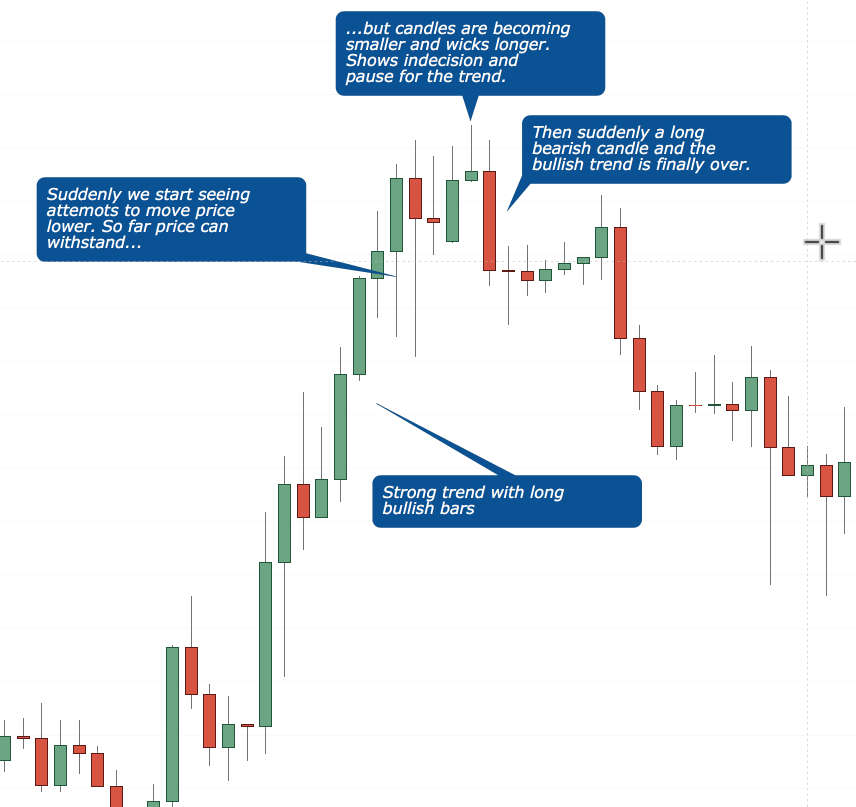 ...but candles are becoming
smaller and wicks longer.
Shows indecision and
pause for the trend.
Then suddenly a long
bearish candle and the
bullish trend is finally over.
Suddenly we start seeing
attemots to move price
lower. So far price can
withstand...
Strong trend with long
bullish bars